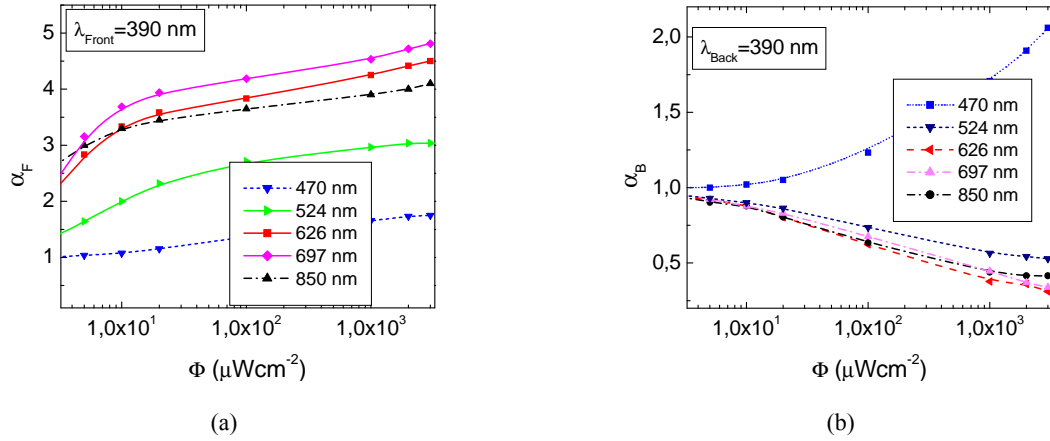 λFront=390 nm
5
4
3
2
1
αF
470 nm
524 nm
626 nm
697 nm
850 nm
1,0x10¹
1,0x10²
1,0x10³
Φ (μWcm⁻²)
(a)
λBack=390 nm
2,0
1,5
1,0
0,5
αB
470 nm
524 nm
626 nm
697 nm
850 nm
1,0x10¹
1,0x10²
1,0x10³
Φ (μWcm⁻²)
(b)